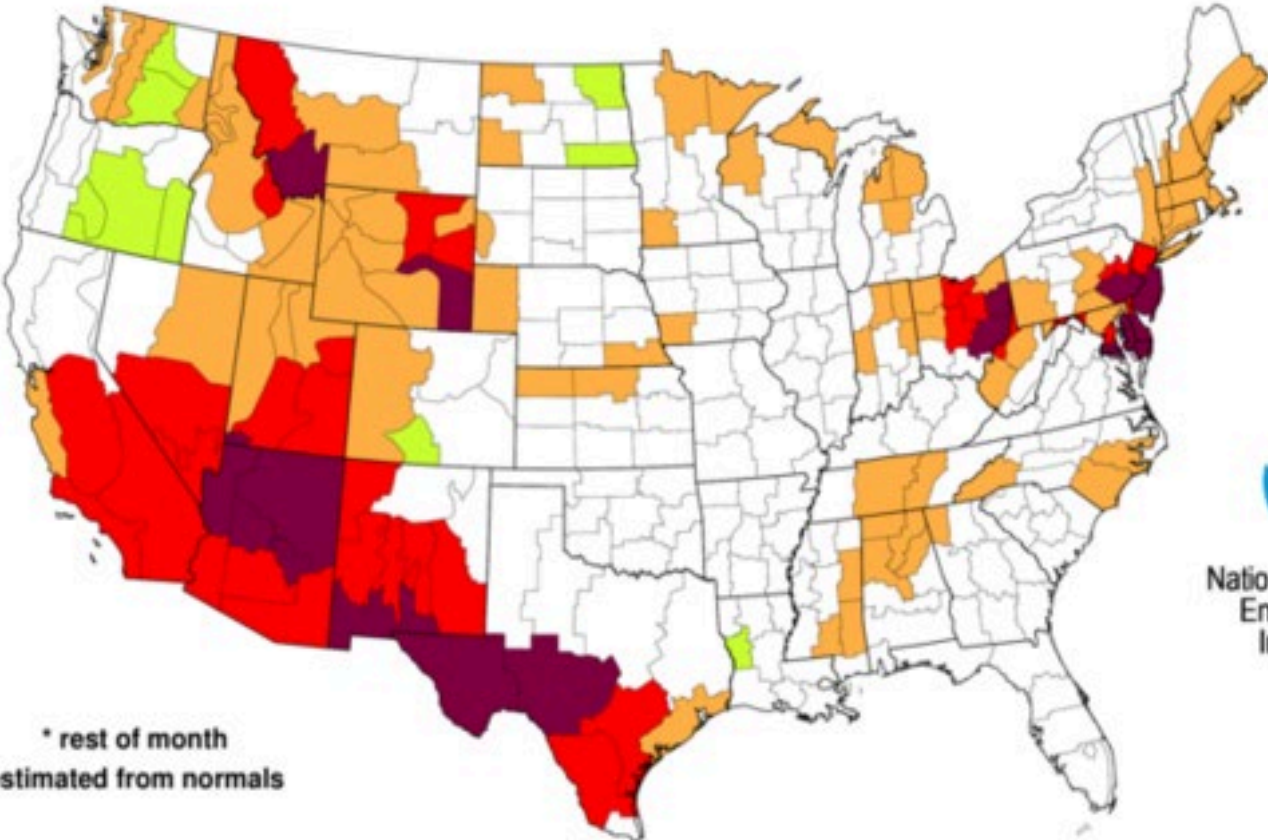 * rest of month
stimated from normals
Natio
En
I